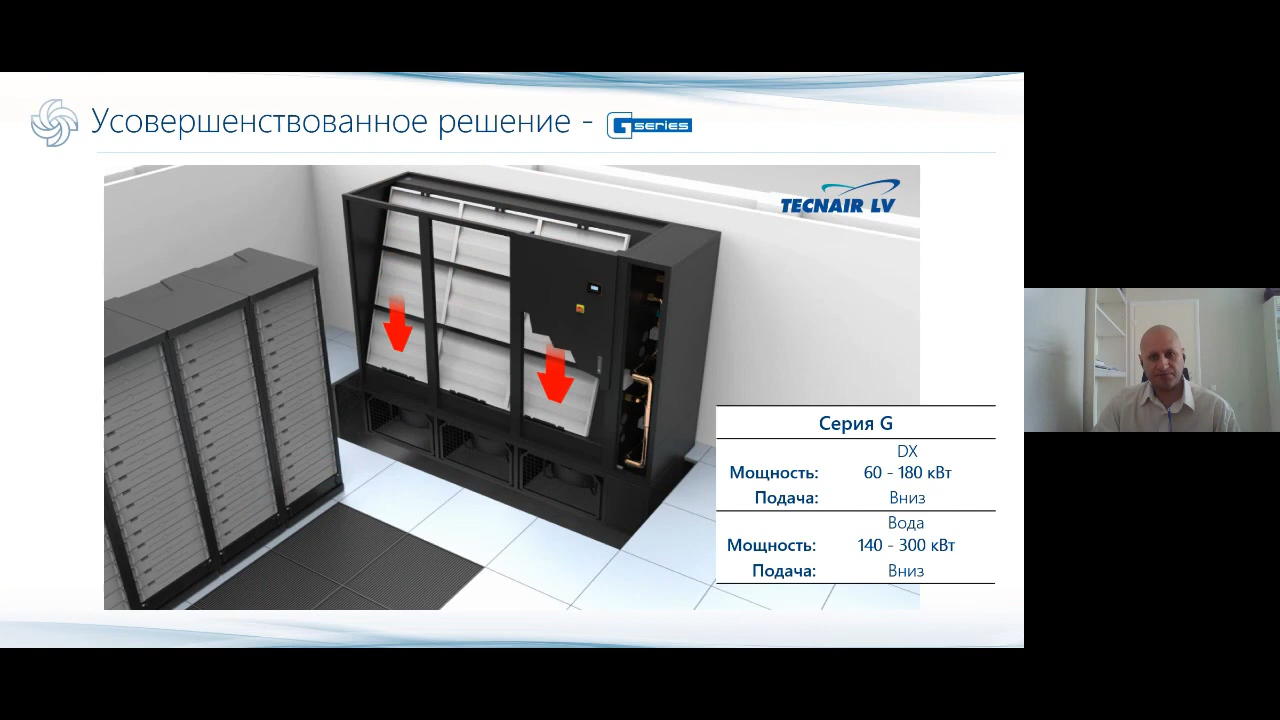 Усовершенствованное решение - G series
TECNAIR LV
Серия G
DX
Мощность: 60 - 180 кВт
Подача: Вниз
Вода
Мощность: 140 - 300 кВт
Подача: Вниз